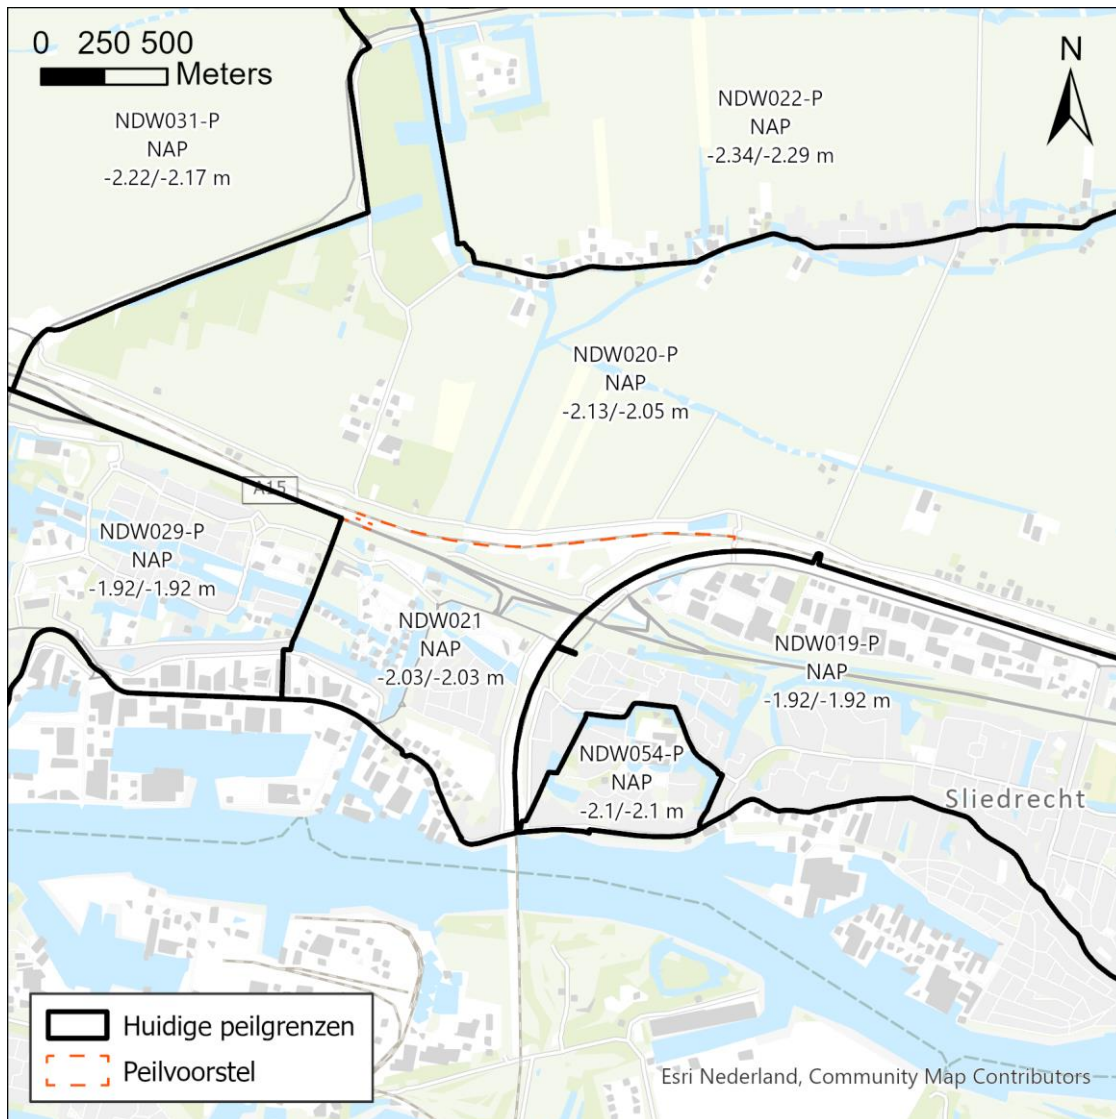 0 250 500
Meters
N
NDW031-P
NAP
-2.22/-2.17 m
NDW022-P
NAP
-2.34/-2.29 m
NDW020-P
NAP
-2.13/-2.05 m
A15
NDW029-P
NAP
-1.92/-1.92 m
NDW021
NAP
-2.03/-2.03 m
NDW019-P
NAP
-1.92/-1.92 m
NDW054-P
NAP
-2.1/-2.1 m
Sliedrecht
Huidige peilgrenzen
Peilvoorstel
Esri Nederland, Community Map Contributors